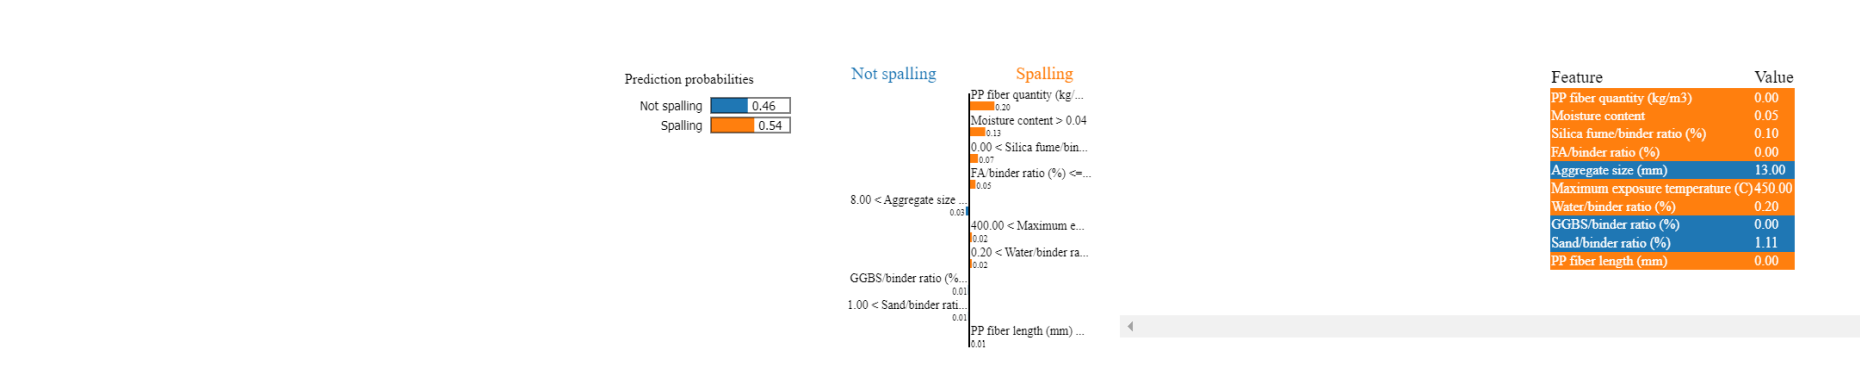 Prediction probabilities
Not spalling 0.46
Spalling 0.54
Not spalling Spalling
PP fiber quantity (kg/...
0.20
Moisture content > 0.04
0.13
0.00 < Silica fume/bin...
0.07
FA/binder ratio (%) <=...
0.05
8.00 < Aggregate size ...
0.03
400.00 < Maximum e...
0.02
0.20 < Water/binder ra...
0.02
GGBS/binder ratio (%...
0.01
1.00 < Sand/binder rati...
0.01
PP fiber length (mm) ...
0.01
Feature Value
PP fiber quantity (kg/m3) 0.00
Moisture content 0.05
Silica fume/binder ratio (%) 0.10
FA/binder ratio (%) 0.00
Aggregate size (mm) 13.00
Maximum exposure temperature (C) 450.00
Water/binder ratio (%) 0.20
GGBS/binder ratio (%) 0.00
Sand/binder ratio (%) 1.11
PP fiber length (mm) 0.00